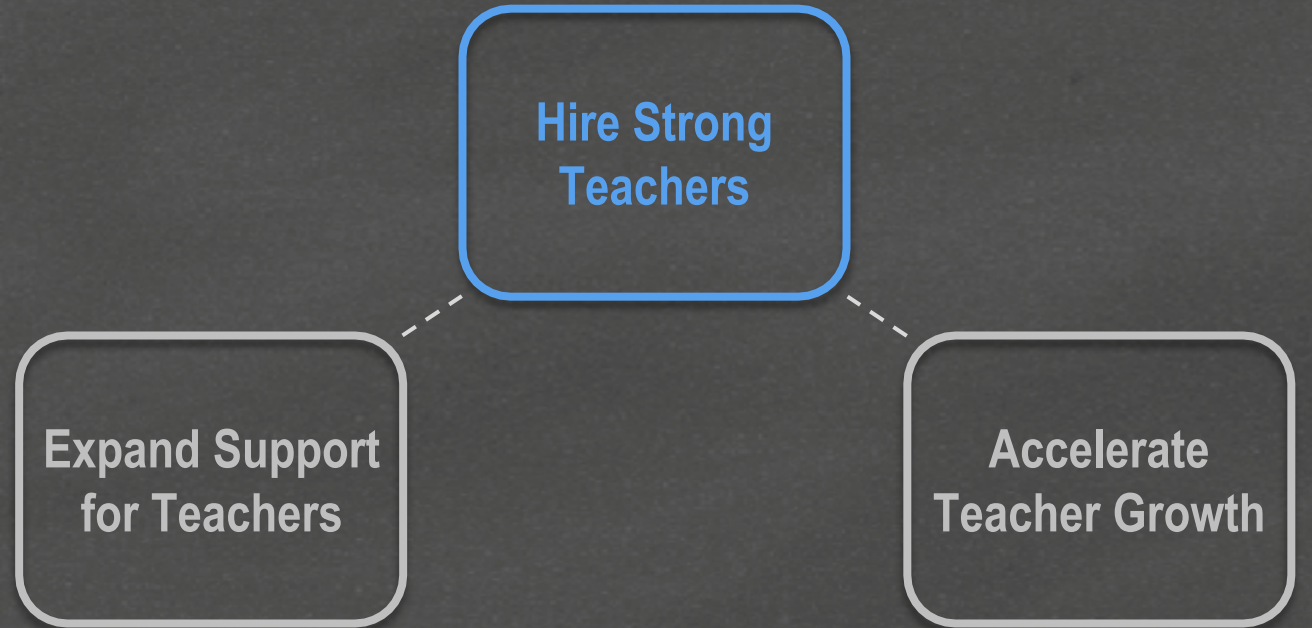 Hire Strong
Teachers
Expand Support
for Teachers
Accelerate
Teacher Growth